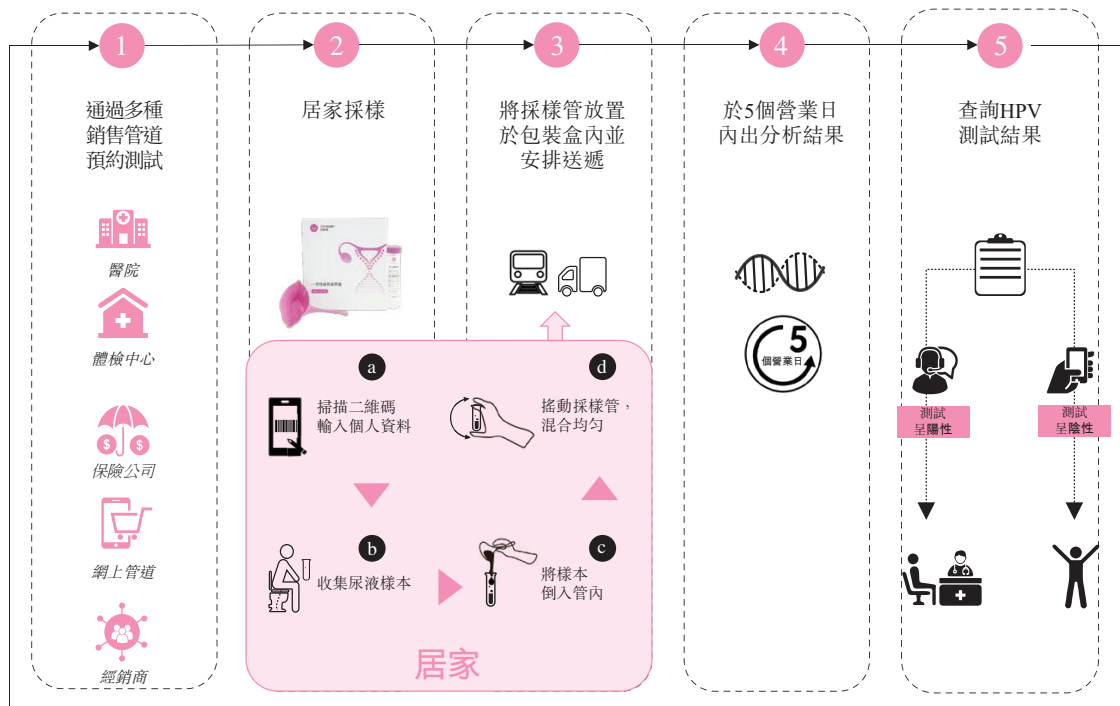 1
通過多種
銷售管道
預約測試
醫院
體檢中心
$ $
保險公司
網上管道
經銷商
2
居家採樣
3
將採樣管放置
於包裝盒內並
安排送遞
a
掃描二維碼
輸入個人資料
b
收集尿液樣本
c
將樣本
倒入管內
d
搖動採樣管，
混合均勻
居家
4
於5個營業日
內出分析結果
5
個營業日
5
查詢HPV
測試結果
測試
呈陽性
測試
呈陰性